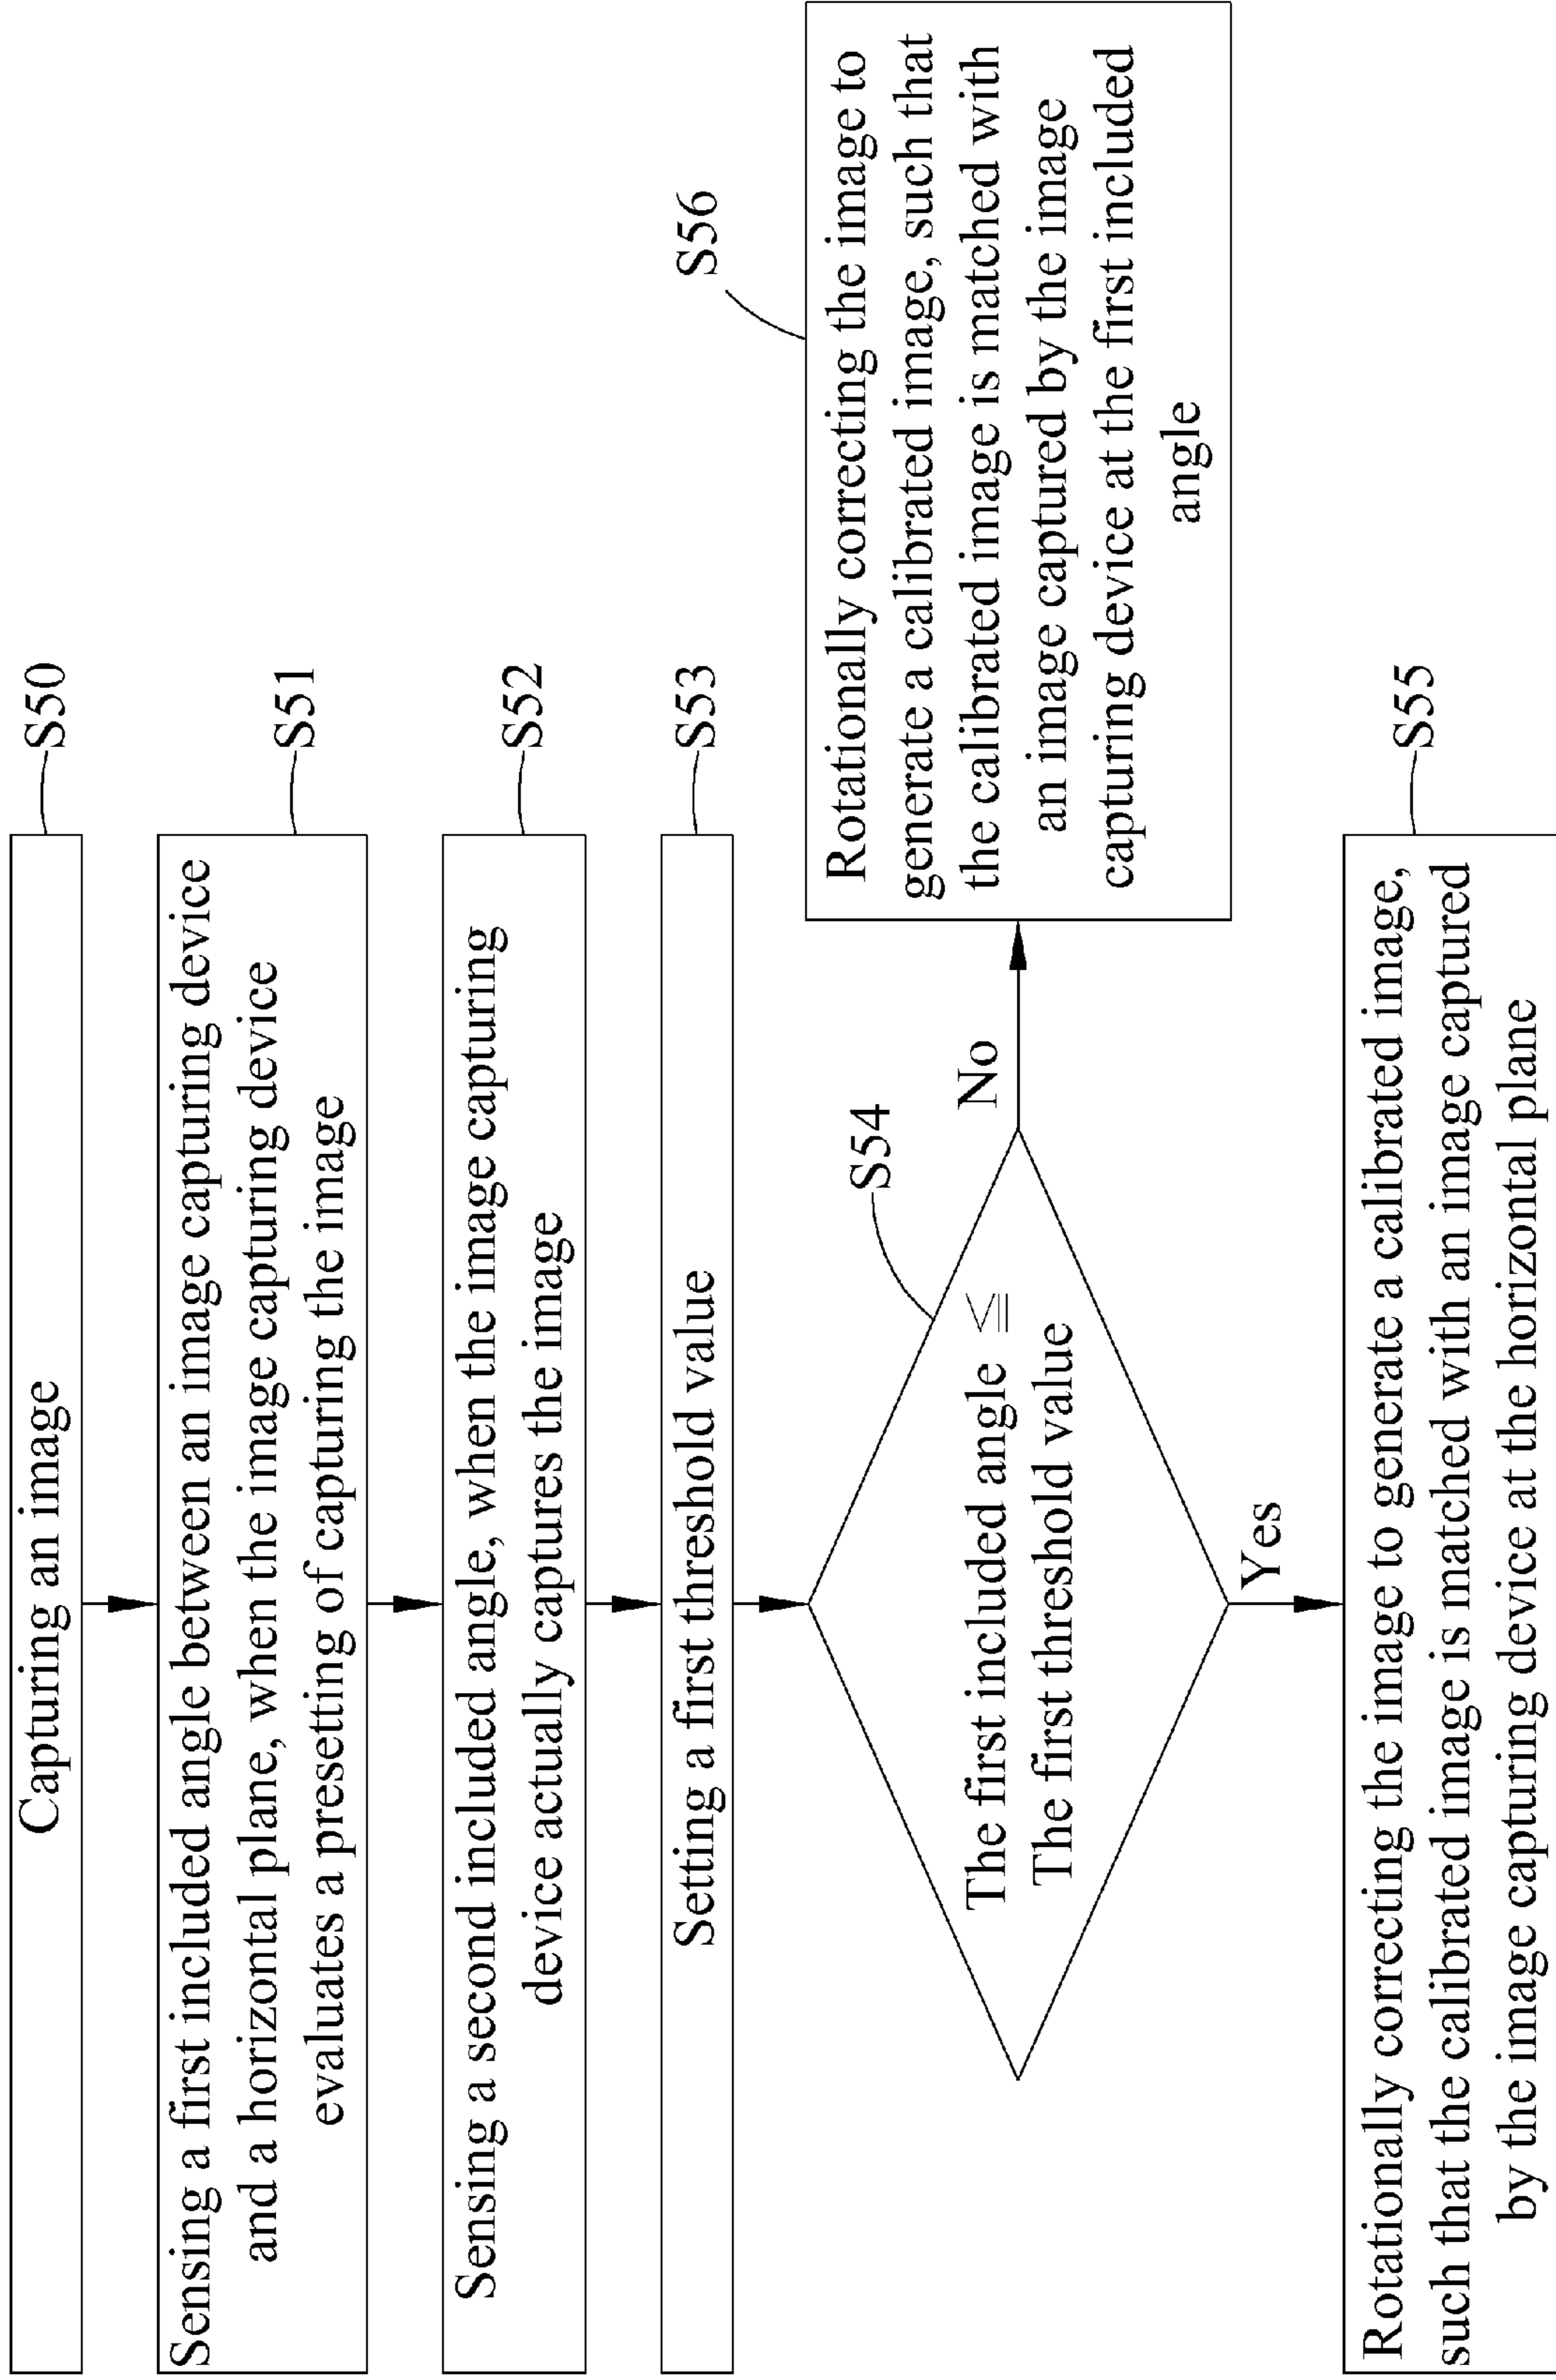 Capturing an image
S50
Sensing a first included angle between an image capturing device
and a horizontal plane, when the image capturing device
evaluates a presetting of capturing the image
S51
Sensing a second included angle, when the image capturing
device actually captures the image
S52
Setting a first threshold value
S53
The first included angle ≦
The first threshold value
S54
No
Yes
Rotationally correcting the image to
generate a calibrated image, such that
the calibrated image is matched with
an image captured by the image
capturing device at the first included
angle
S56
Rotationally correcting the image to generate a calibrated image,
such that the calibrated image is matched with an image captured
by the image capturing device at the horizontal plane
S55